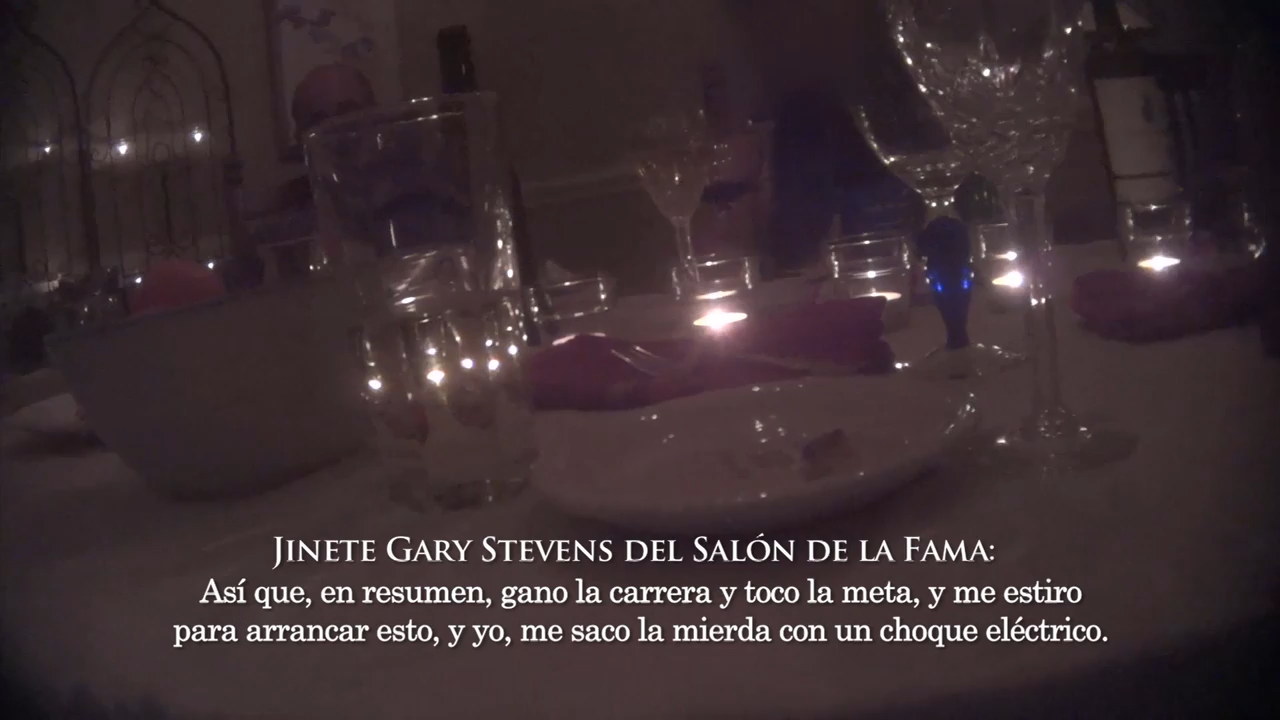 Jinete Gary Stevens del Salón de la Fama:
Así que, en resumen, gano la carrera y toco la meta, y me estiro
para arrancar esto, y yo, me saco la mierda con un choque eléctrico.